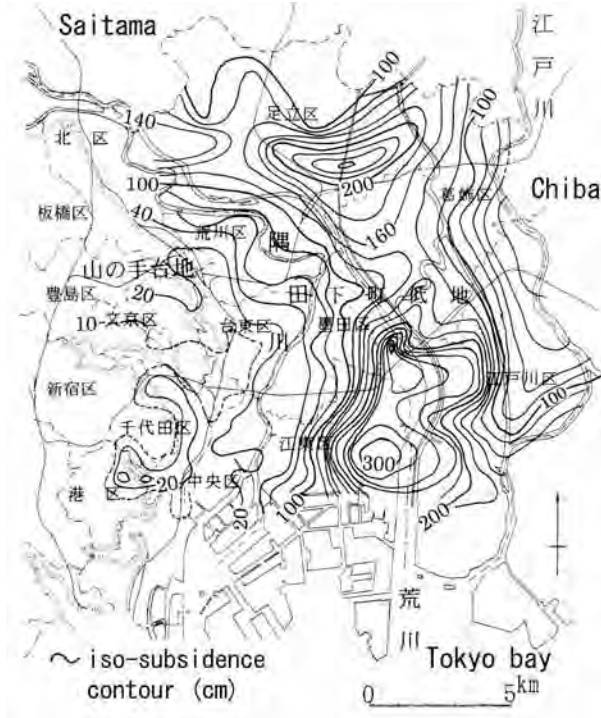 Saitama
江戸川
100
140
足立区
100
北区
200
100
葛飾区
Chiba
板橋区
40
荒川区
隅
160
山の手台地
豊島区
20
田
下町低地
10
文京区
台東区
墨田区
川
新宿区
江戸川区
100
千代田区
江東区
300
港区
20
中央区
20
100
200
荒川
~ iso-subsidence
contour (cm)
Tokyo bay
0 5 km